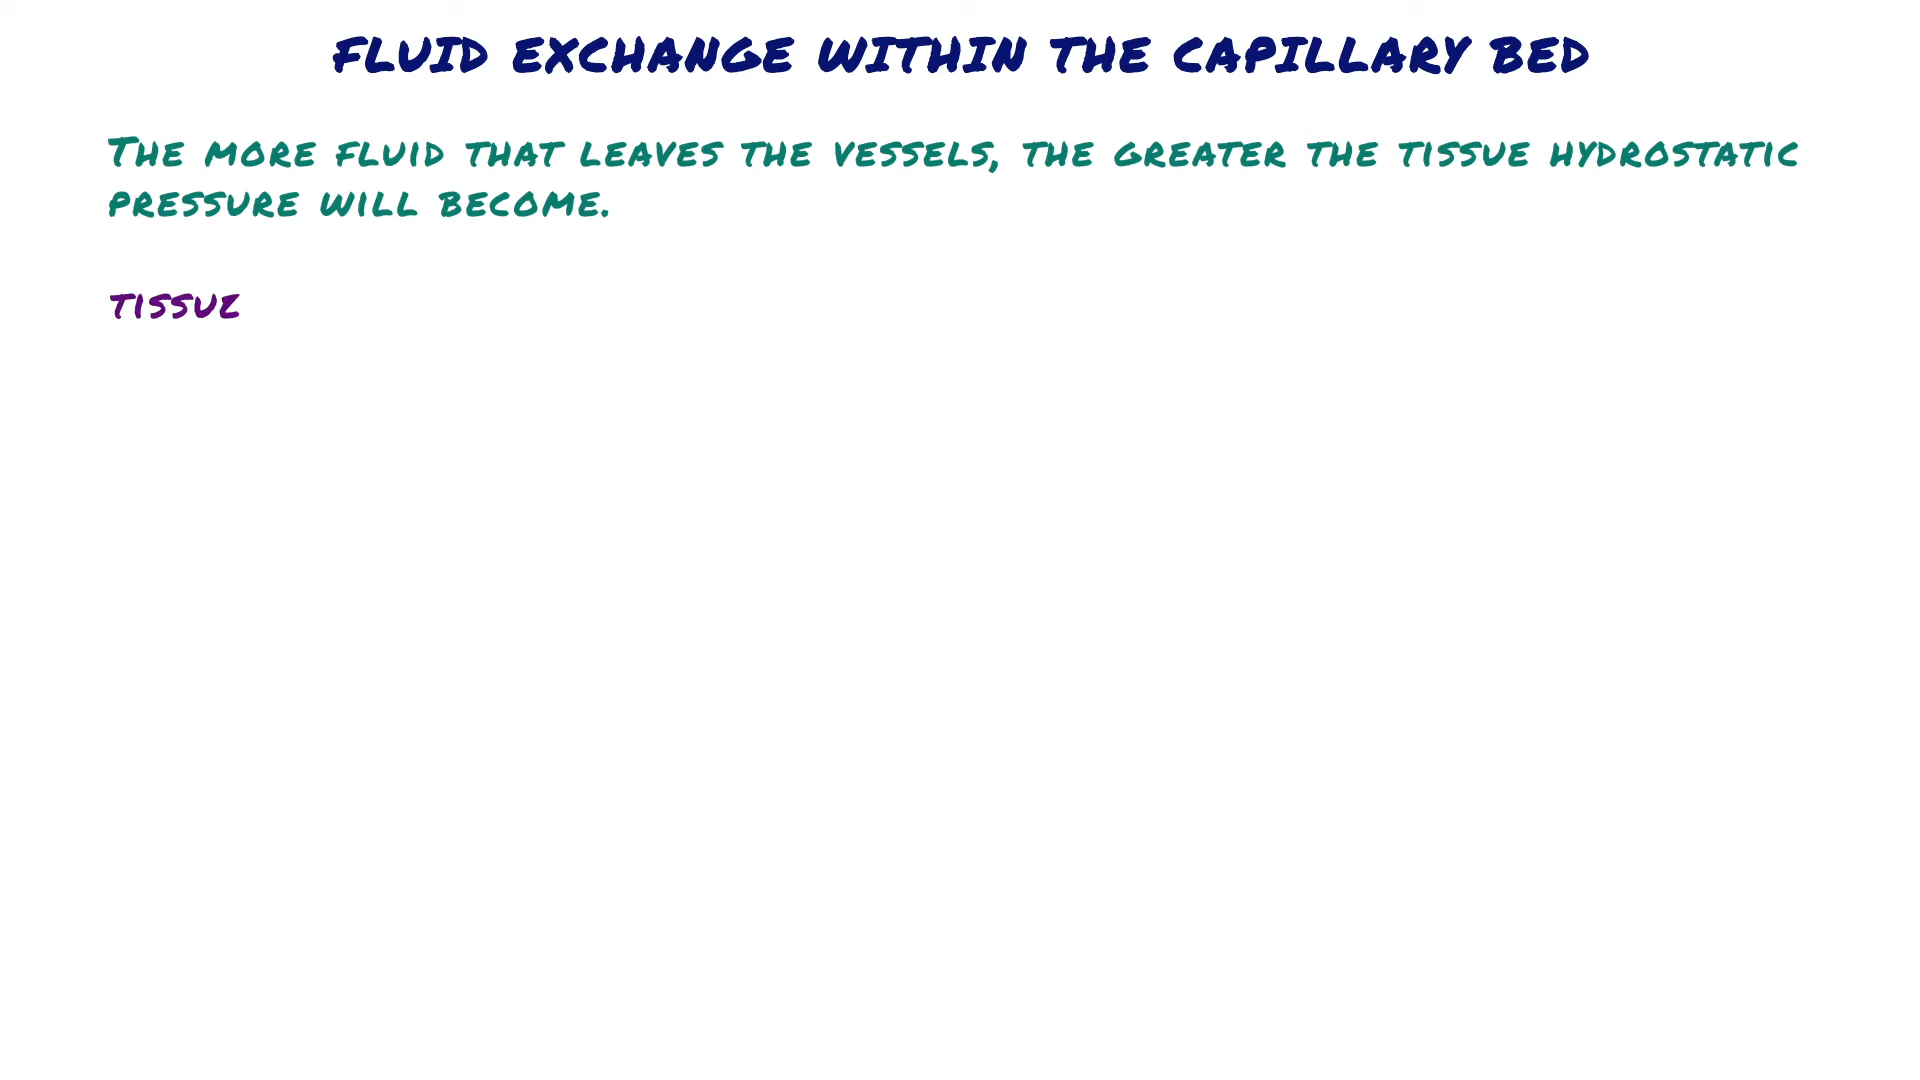 FLUID EXCHANGE WITHIN THE CAPILLARY BED
THE MORE FLUID THAT LEAVES THE VESSELS, THE GREATER THE TISSUE HYDROSTATIC
PRESSURE WILL BECOME.
TISSUZ